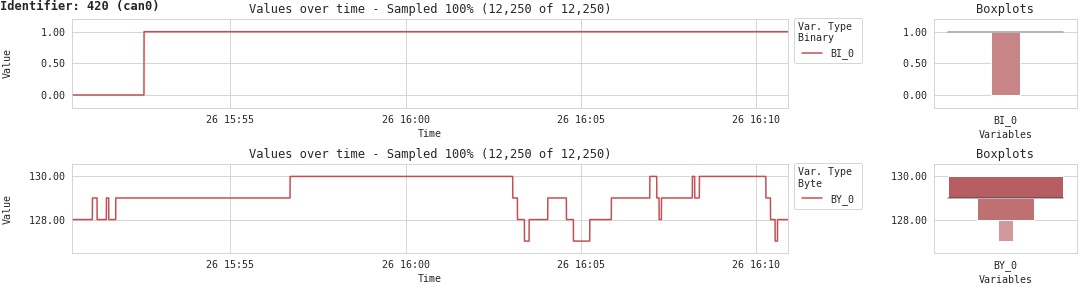 Identifier: 420 (can0)
Values over time - Sampled 100% (12,250 of 12,250)
Boxplots
Value
1.00
0.50
0.00
26 15:55
26 16:00
26 16:05
26 16:10
Time
Var. Type
Binary
BI_0
1.00
0.50
0.00
BI_0
Variables
Values over time - Sampled 100% (12,250 of 12,250)
Boxplots
Value
130.00
128.00
26 15:55
26 16:00
26 16:05
26 16:10
Time
Var. Type
Byte
BY_0
130.00
128.00
BY_0
Variables